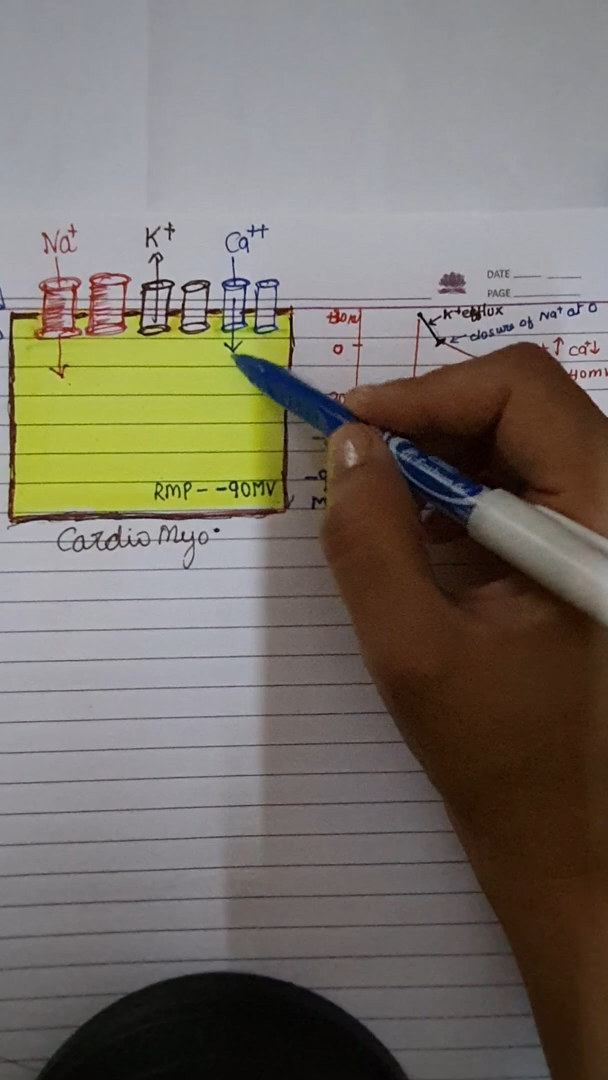 Na⁺ K⁺ Ca⁺⁺
DATE
PAGE
K⁺ efflux
closure of Na⁺ at 0
0
↑ Ca⁺↓
RMP - -90MV
Cardio Myo.